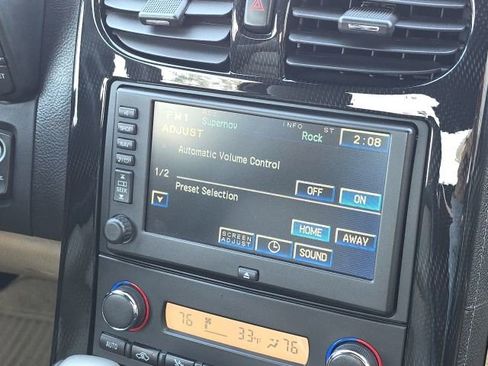 FM1
Supernov
INFO
ST
ADJUST
Rock
2:08
Automatic Volume Control
1/2
OFF
ON
Preset Selection
HOME
AWAY
SCREEN ADJUST
SOUND
76
33°F
76
AUTO